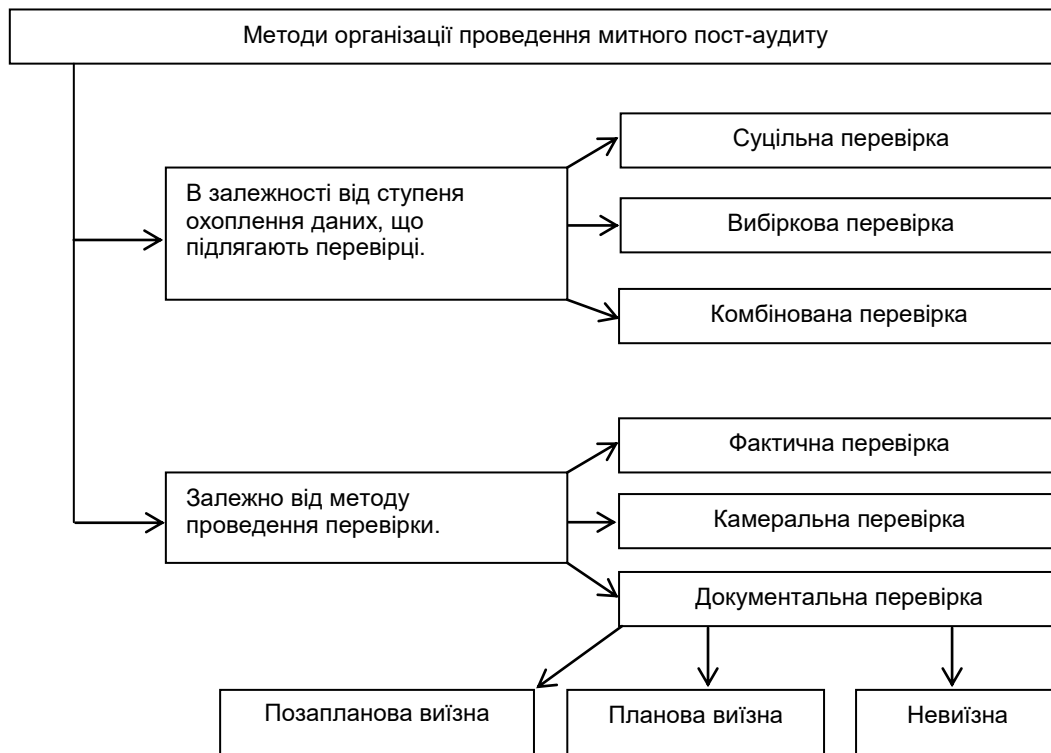 Методи організації проведення митного пост-аудиту
Суцільна перевірка
В залежності від ступеня
охоплення даних, що
підлягають перевірці.
Вибіркова перевірка
Комбінована перевірка
Фактична перевірка
Залежно від методу
проведення перевірки.
Камеральна перевірка
Документальна перевірка
Позапланова виїзна
Планова виїзна
Невиїзна